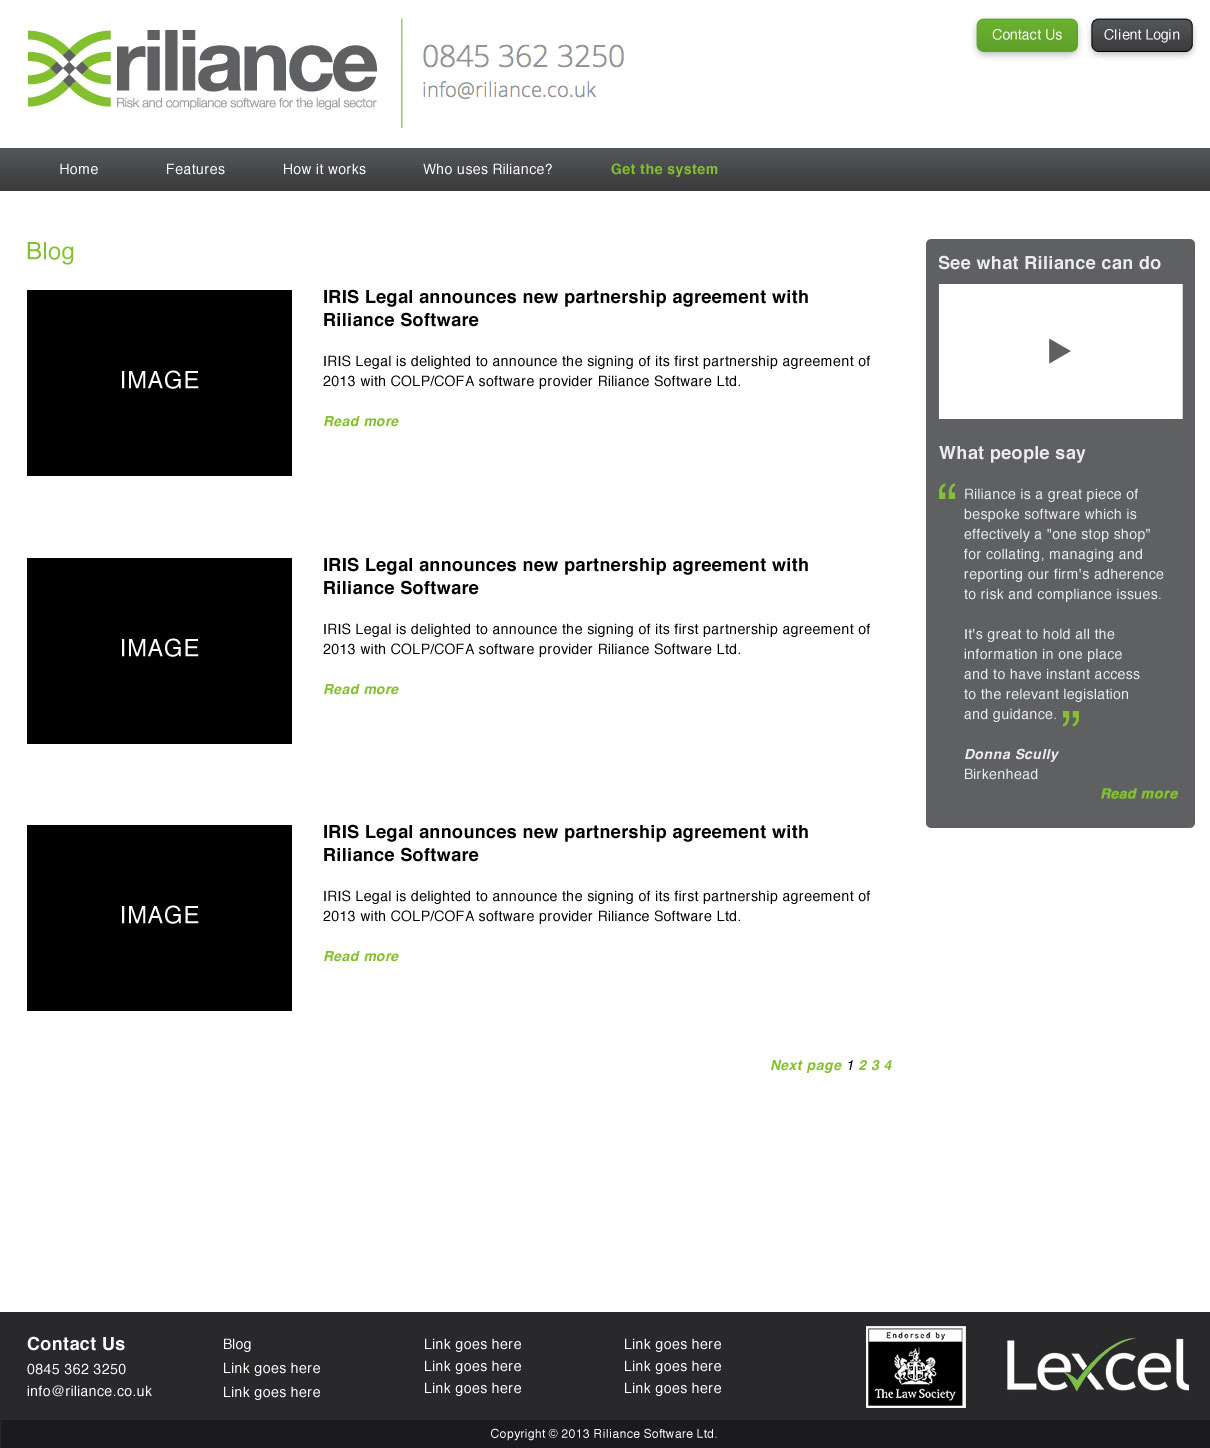 riliance
Risk and compliance software for the legal sector
0845 362 3250
info@riliance.co.uk
Contact Us
Client Login
Home
Features
How it works
Who uses Riliance?
Get the system
Blog
IMAGE
IRIS Legal announces new partnership agreement with
Riliance Software
IRIS Legal is delighted to announce the signing of its first partnership agreement of
2013 with COLP/COFA software provider Riliance Software Ltd.
Read more
IMAGE
IRIS Legal announces new partnership agreement with
Riliance Software
IRIS Legal is delighted to announce the signing of its first partnership agreement of
2013 with COLP/COFA software provider Riliance Software Ltd.
Read more
IMAGE
IRIS Legal announces new partnership agreement with
Riliance Software
IRIS Legal is delighted to announce the signing of its first partnership agreement of
2013 with COLP/COFA software provider Riliance Software Ltd.
Read more
Next page 1 2 3 4
See what Riliance can do
What people say
“ Riliance is a great piece of
bespoke software which is
effectively a "one stop shop"
for collating, managing and
reporting our firm's adherence
to risk and compliance issues.
It's great to hold all the
information in one place
and to have instant access
to the relevant legislation
and guidance. ”
Donna Scully
Birkenhead
Read more
Contact Us
0845 362 3250
info@riliance.co.uk
Blog
Link goes here
Link goes here
Link goes here
Link goes here
Link goes here
Link goes here
Link goes here
Link goes here
Endorsed by
The Law Society
Lexcel
Copyright © 2013 Riliance Software Ltd.